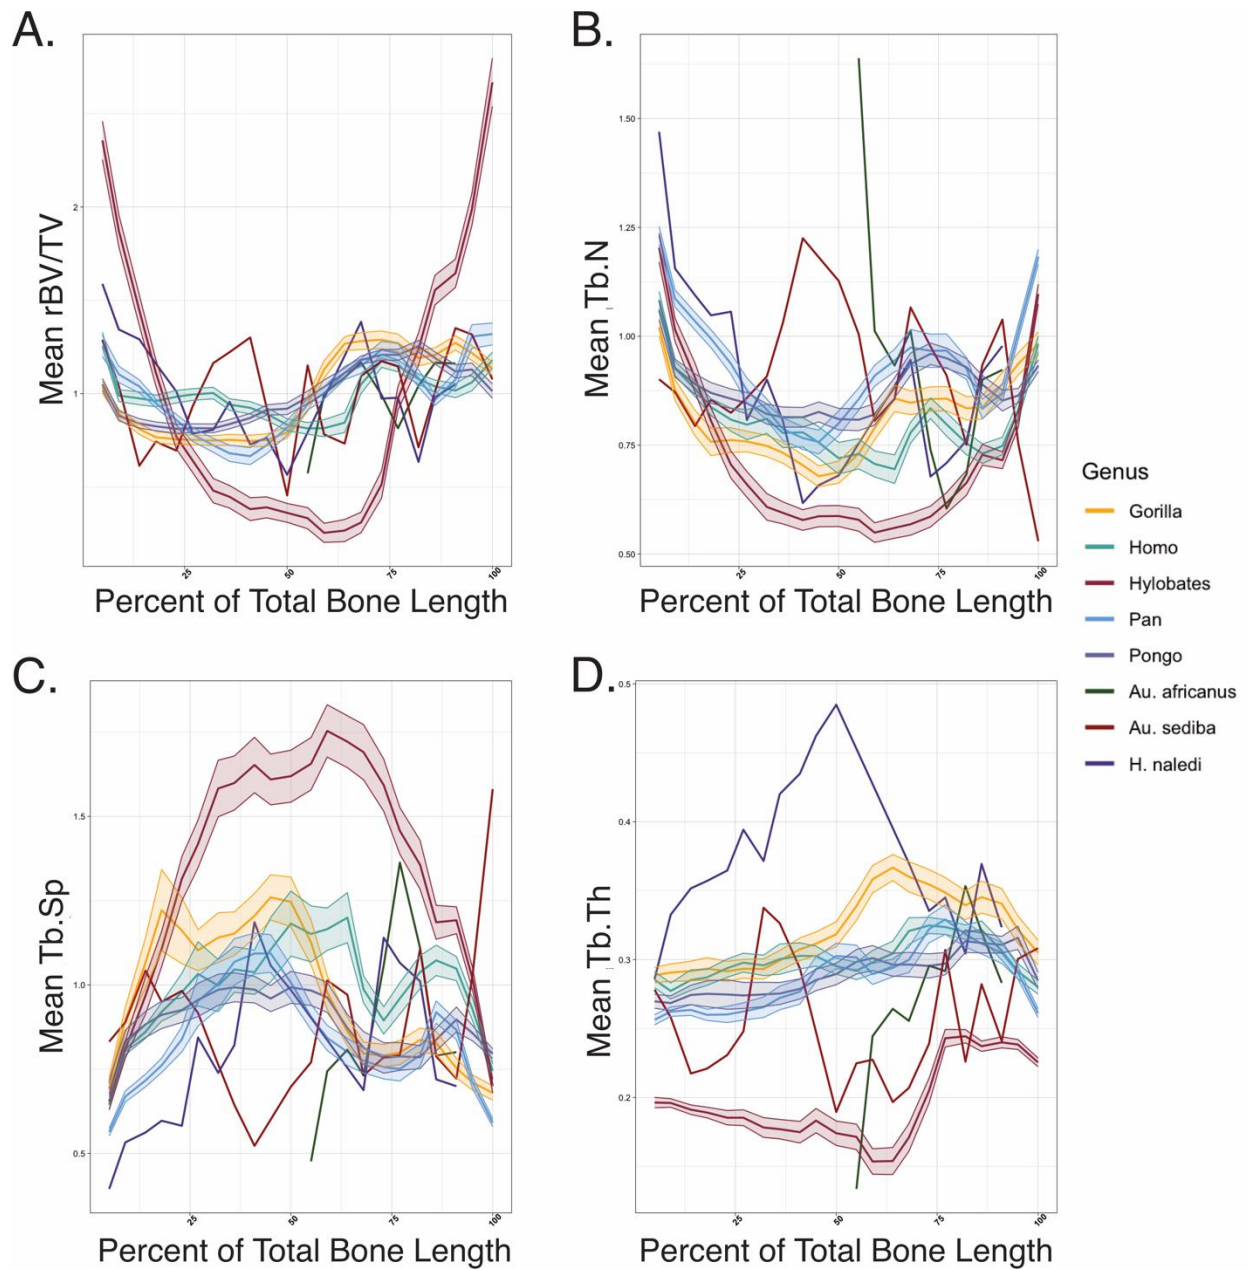 A.
Mean rBV/TV
2
1
25
50
75
100
Percent of Total Bone Length
B.
Mean Tb.N
1.50
1.25
1.00
0.75
0.50
25
50
75
100
Percent of Total Bone Length
Genus
Gorilla
Homo
Hylobates
Pan
Pongo
Au. africanus
Au. sediba
H. naledi
C.
Mean Tb.Sp
1.5
1.0
0.5
25
50
75
100
Percent of Total Bone Length
D.
Mean Tb.Th
0.5
0.4
0.3
0.2
25
50
75
100
Percent of Total Bone Length